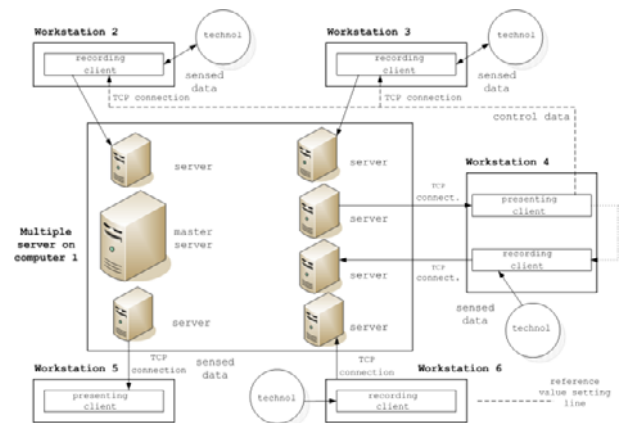 Workstation 2
technol
Workstation 3
technol
recording
client
sensed
data
recording
client
sensed
data
TCP connection
TCP connection
control data
server
server
Workstation 4
TCP
connect.
presenting
client
Multiple
server on
computer 1
master
server
server
server
TCP
connect.
recording
client
sensed
data
technol
server
server
Workstation 5
TCP
connection
sensed
data
TCP
connection
Workstation 6
presenting
client
technol
recording
client
reference
value setting
line